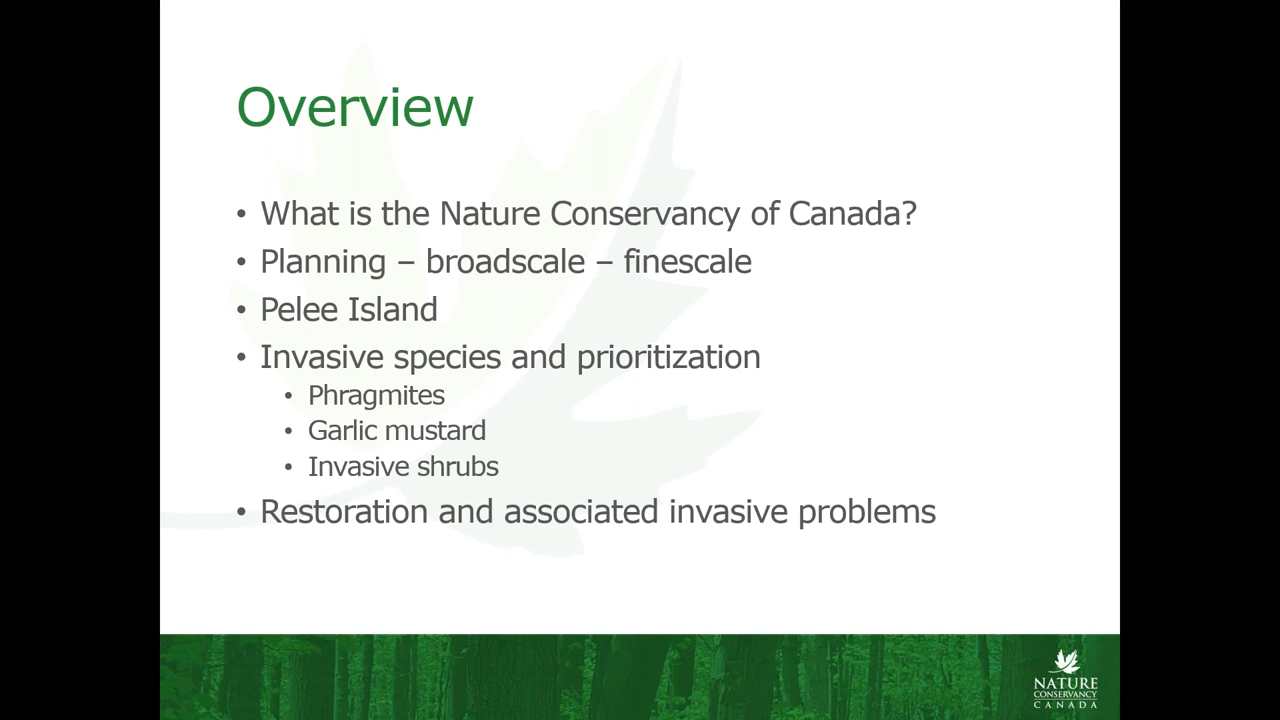 Overview
• What is the Nature Conservancy of Canada?
• Planning – broadscale – finescale
• Pelee Island
• Invasive species and prioritization
• Phragmites
• Garlic mustard
• Invasive shrubs
• Restoration and associated invasive problems
NATURE
CONSERVANCY
CANADA